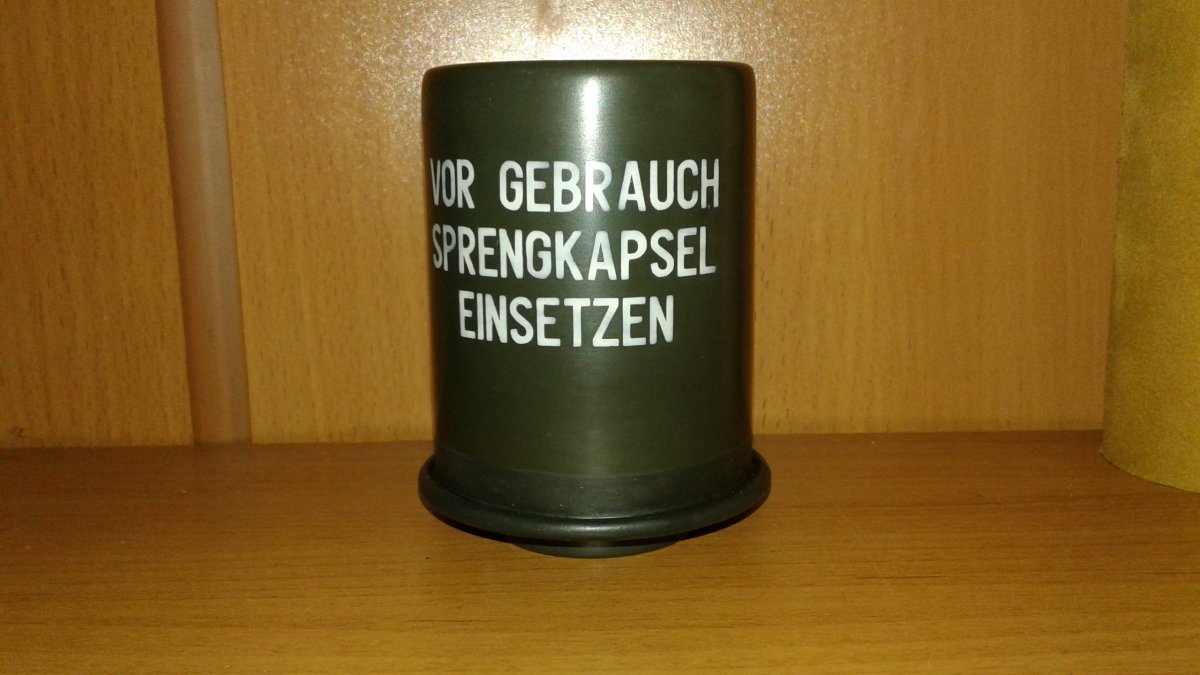 VOR GEBRAUCH
SPRENGKAPSEL
EINSETZEN